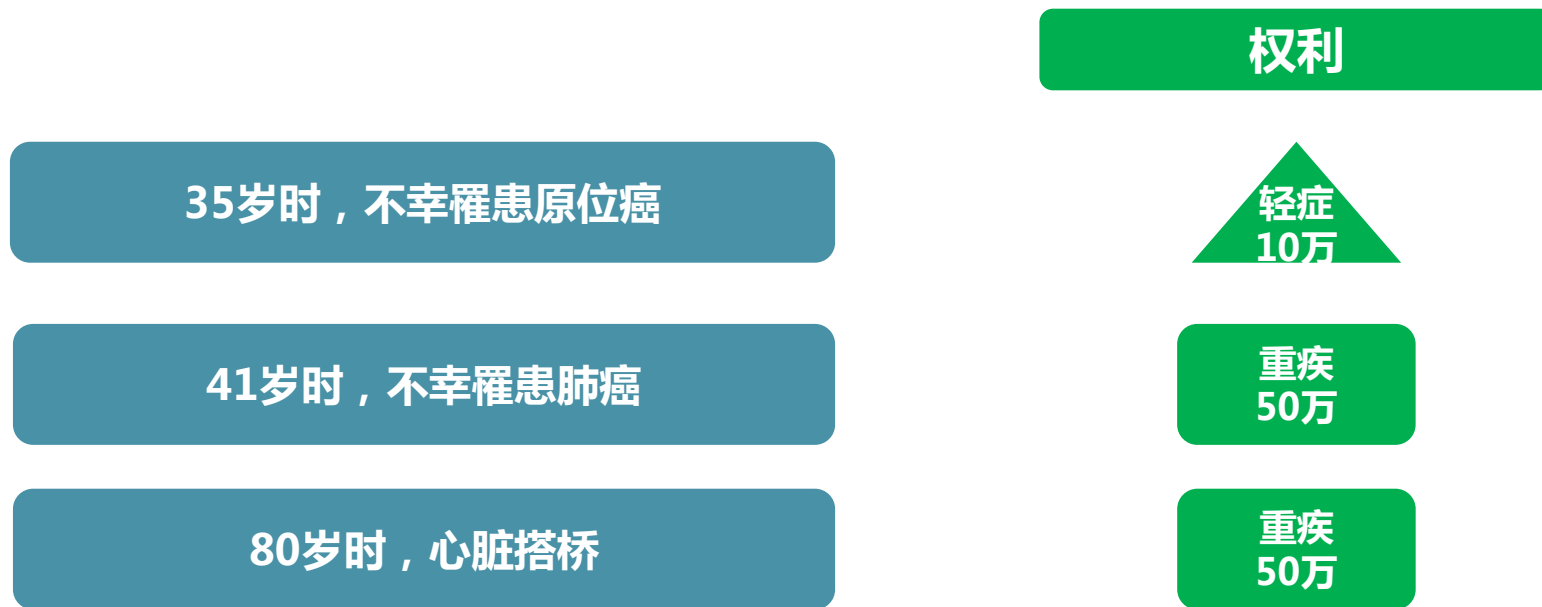 权利
35岁时，不幸罹患原位癌
轻症
10万
41岁时，不幸罹患肺癌
重疾
50万
80岁时，心脏搭桥
重疾
50万